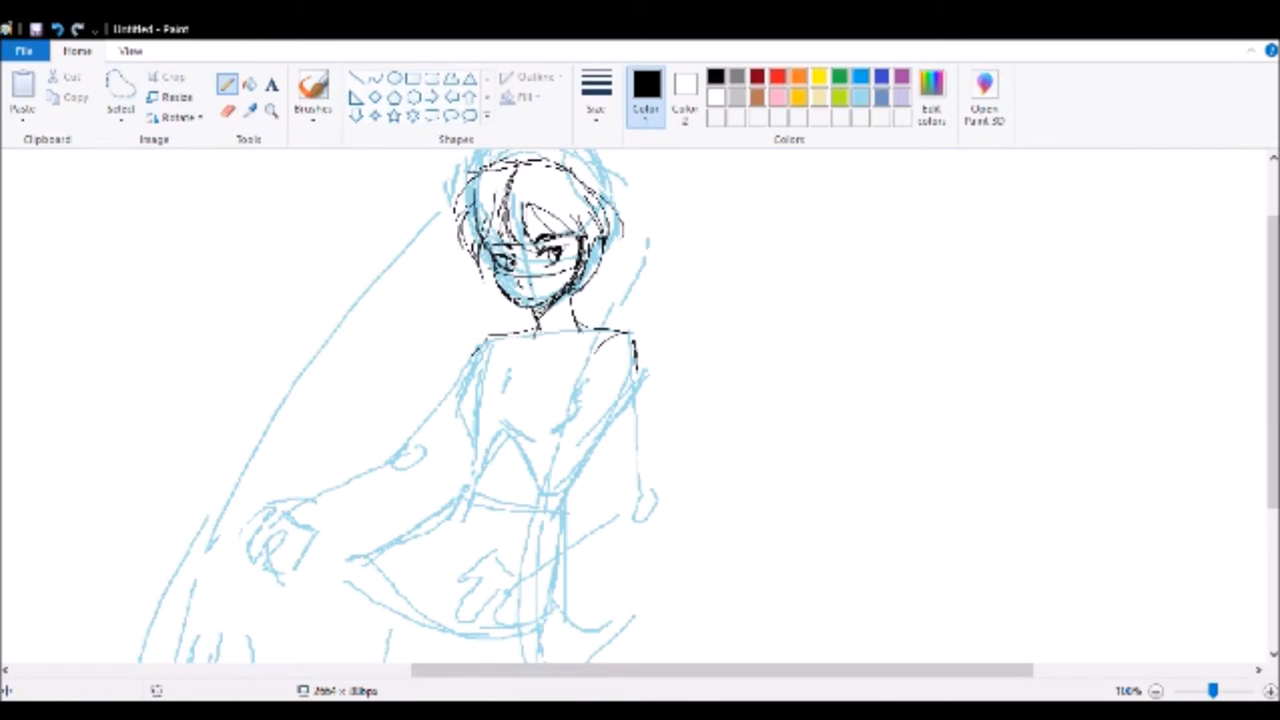 Untitled - Paint
File Home View
Cut
Copy
Paste
Clipboard
Select
Crop
Resize
Rotate
Image
A
Tools
Brushes
Outline
Fill
Shapes
Size
Color
1
Color
2
Edit
colors
Colors
Open
Paint 3D
100%